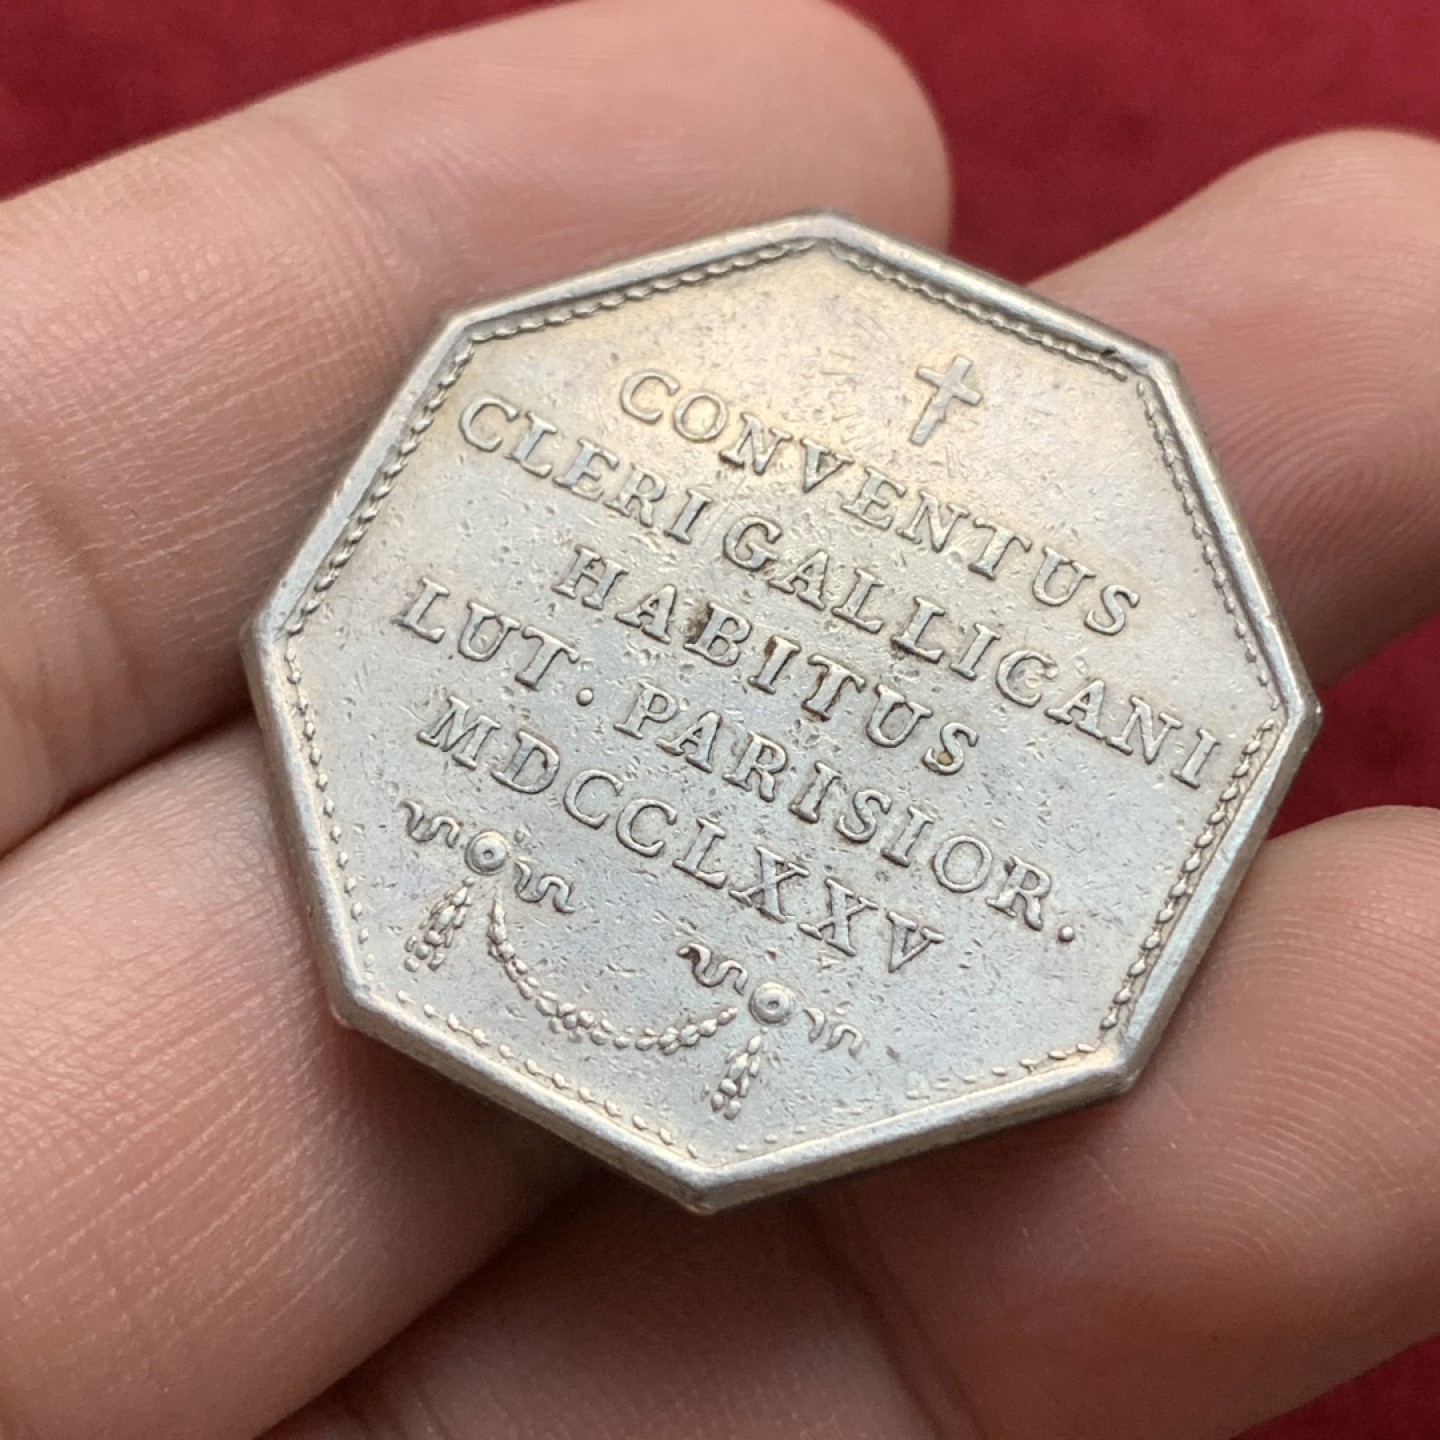 CONVENTUS
CLERI GALLICANI
HABITUS
LUT. PARISIOR.
MDCCLXXV